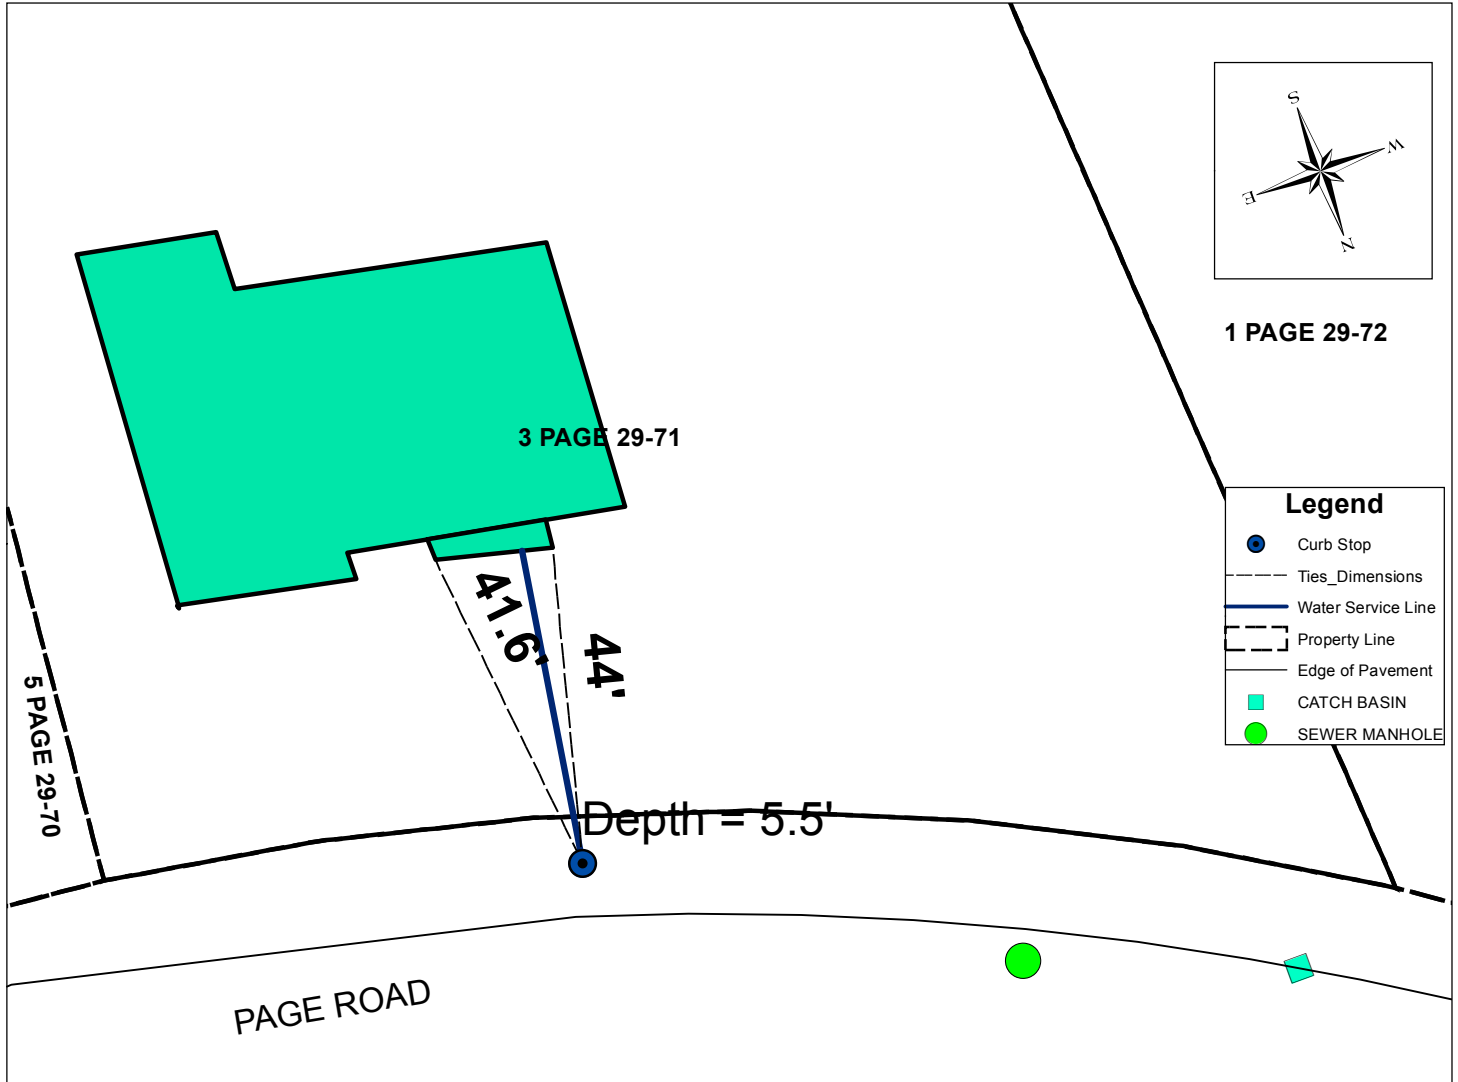 S
W
E
N
1 PAGE 29-72
3 PAGE 29-71
Legend
Curb Stop
Ties_Dimensions
Water Service Line
Property Line
Edge of Pavement
CATCH BASIN
SEWER MANHOLE
41.6'
44'
5 PAGE 29-70
Depth = 5.5'
PAGE ROAD